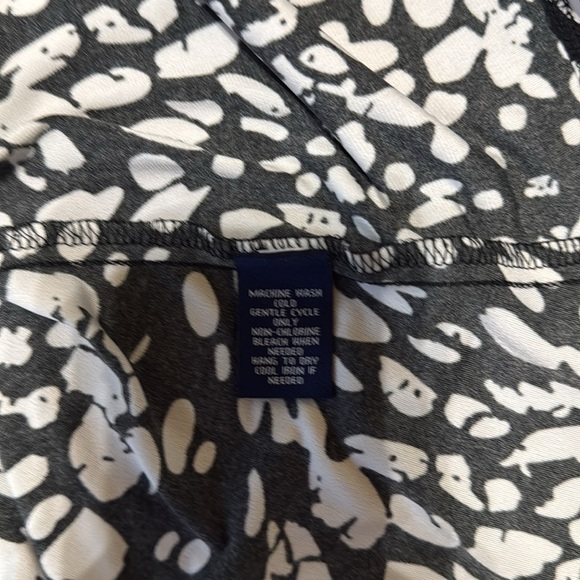 MACHINE WASH
COLD
GENTLE CYCLE
ONLY
NON-CHLORINE
BLEACH WHEN
NEEDED
HANG TO DRY
COOL IRON IF
NEEDED